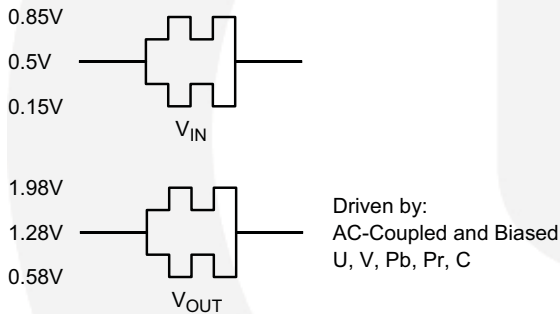 0.85V
0.5V
0.15V
VIN
1.98V
1.28V
0.58V
VOUT
Driven by:
AC-Coupled and Biased
U, V, Pb, Pr, C